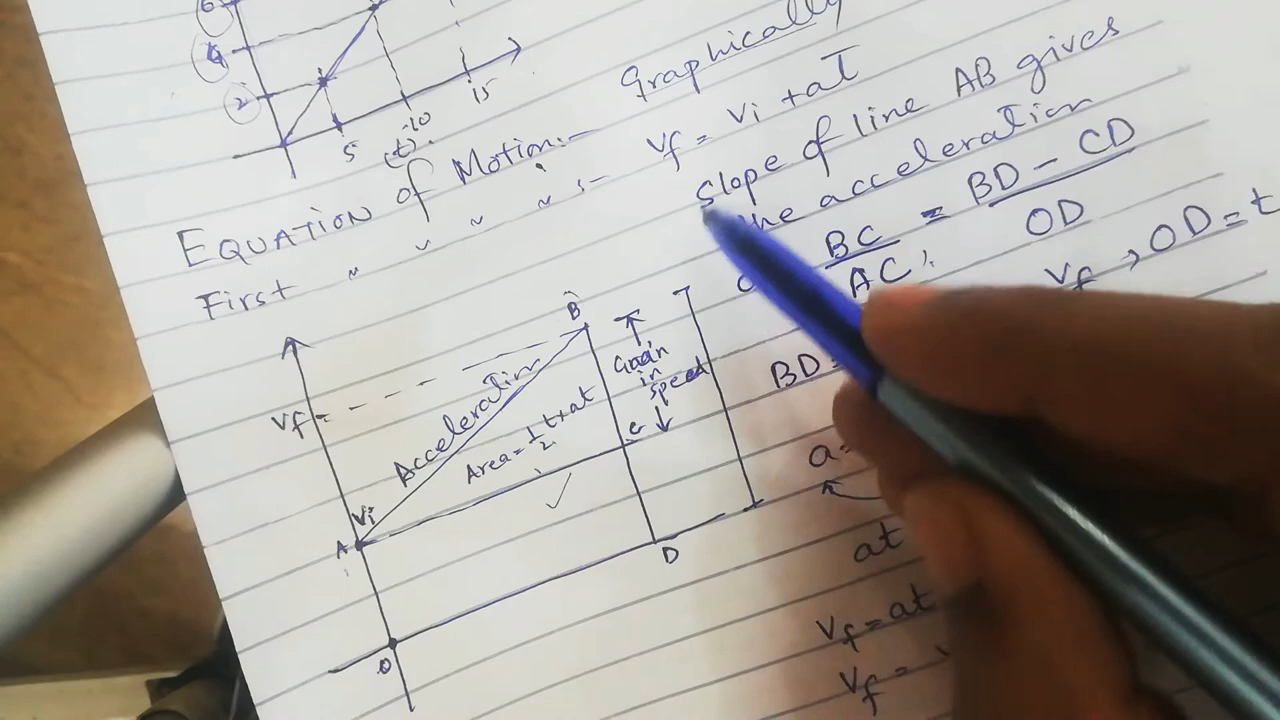 6
4
2
5
10
15
(t)
Graphically
EQUATION of Motion:-
First " " " :- vf = vi + at
Slope of line AB gives
the acceleration
BC/AC, = BD - CD/OD
BD= vf , OD = t
a=
at
vf = at
vf =
B
Vf
Acceleration
Area = 1/2 t x at
Gain
in
speed
C
Vi
A
D
O